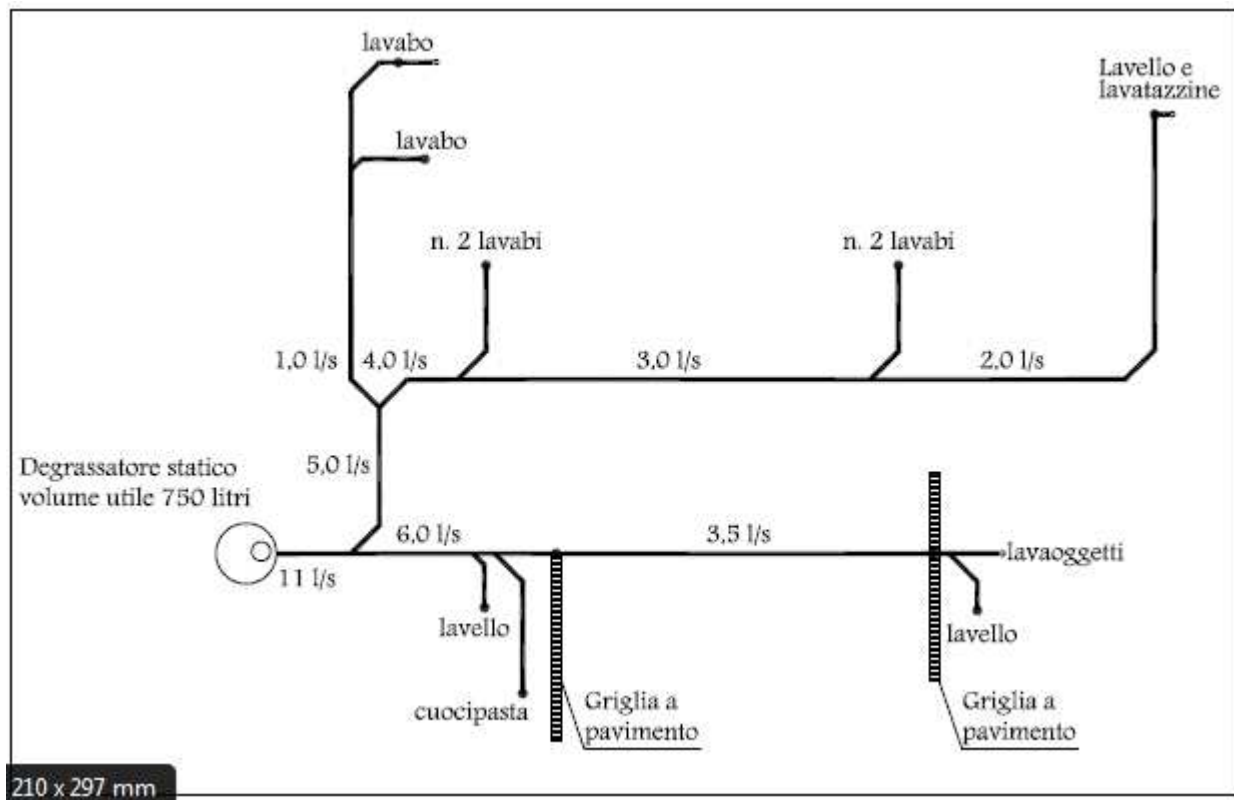 lavabo
Lavello e
lavatazzine
lavabo
n. 2 lavabi
n. 2 lavabi
1,0 l/s
4,0 l/s
3,0 l/s
2,0 l/s
Degrassatore statico
volume utile 750 litri
5,0 l/s
6,0 l/s
3,5 l/s
lavaoggetti
11 l/s
lavello
lavello
cuocipasta
Griglia a
pavimento
Griglia a
pavimento
210 x 297 mm